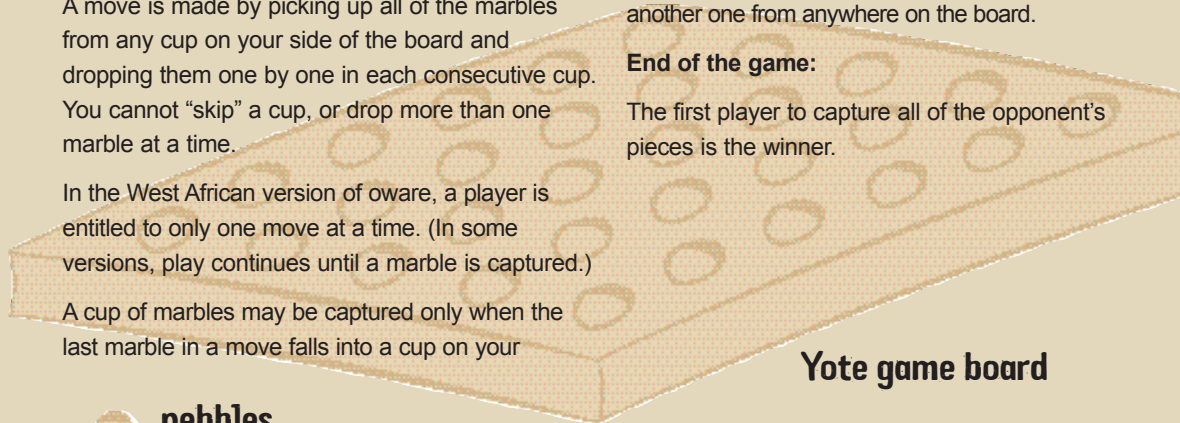 A move is made by picking up all of the marbles
from any cup on your side of the board and
dropping them one by one in each consecutive cup.
You cannot “skip” a cup, or drop more than one
marble at a time.
In the West African version of oware, a player is
entitled to only one move at a time. (In some
versions, play continues until a marble is captured.)
A cup of marbles may be captured only when the
last marble in a move falls into a cup on your
pebbles
another one from anywhere on the board.
End of the game:
The first player to capture all of the opponent’s
pieces is the winner.
Yote game board